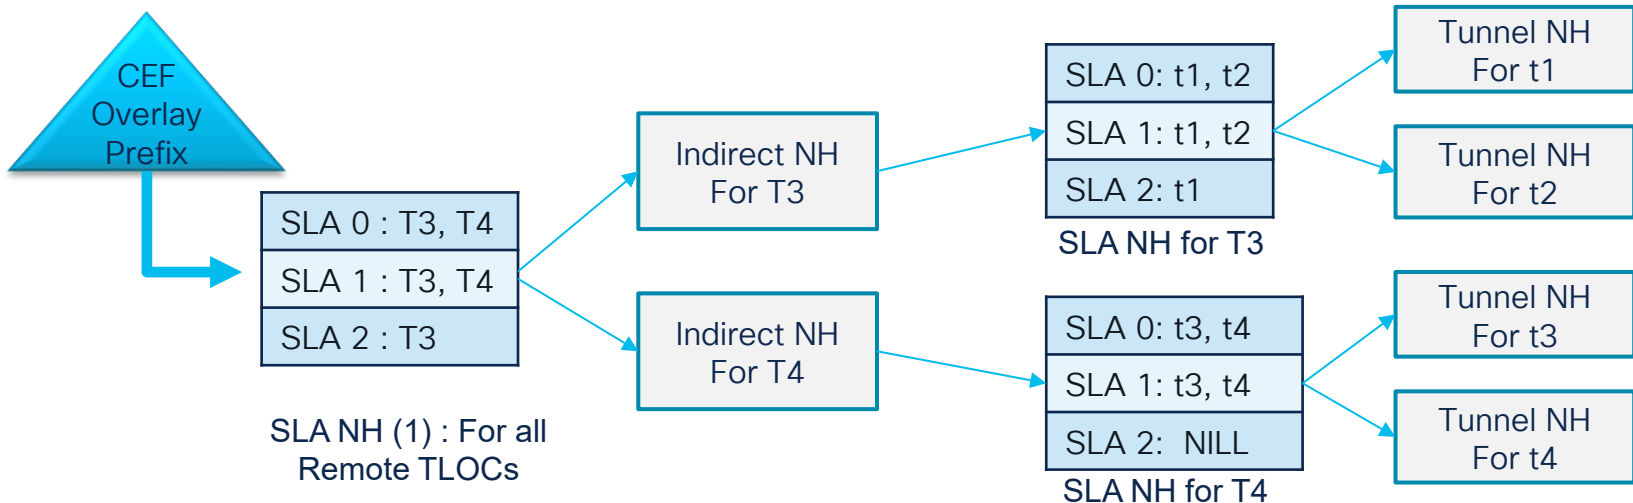 CEF
Overlay
Prefix
SLA 0 : T3, T4
SLA 1 : T3, T4
SLA 2 : T3
SLA NH (1) : For all
Remote TLOCs
Indirect NH
For T3
Indirect NH
For T4
SLA 0: t1, t2
SLA 1: t1, t2
SLA 2: t1
SLA NH for T3
SLA 0: t3, t4
SLA 1: t3, t4
SLA 2: NILL
SLA NH for T4
Tunnel NH
For t1
Tunnel NH
For t2
Tunnel NH
For t3
Tunnel NH
For t4